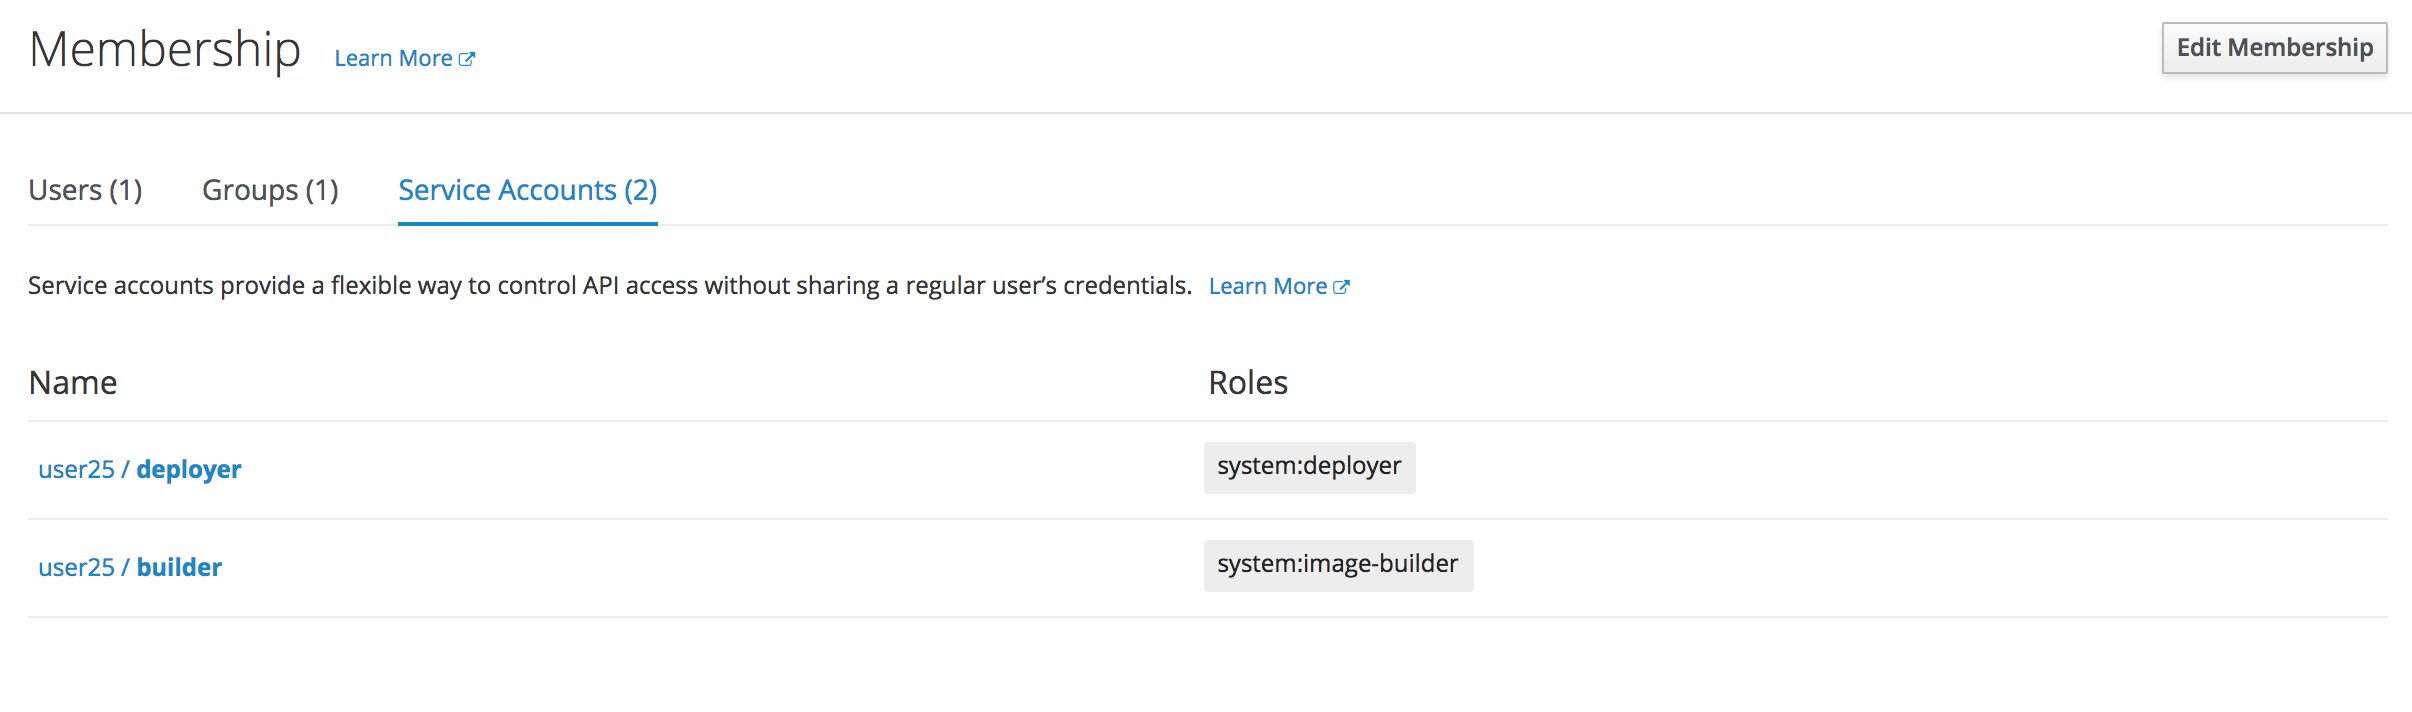 Membership Learn More Edit Membership
Users (1) Groups (1) Service Accounts (2)
Service accounts provide a flexible way to control API access without sharing a regular user’s credentials. Learn More
Name Roles
user25 / deployer system:deployer
user25 / builder system:image-builder